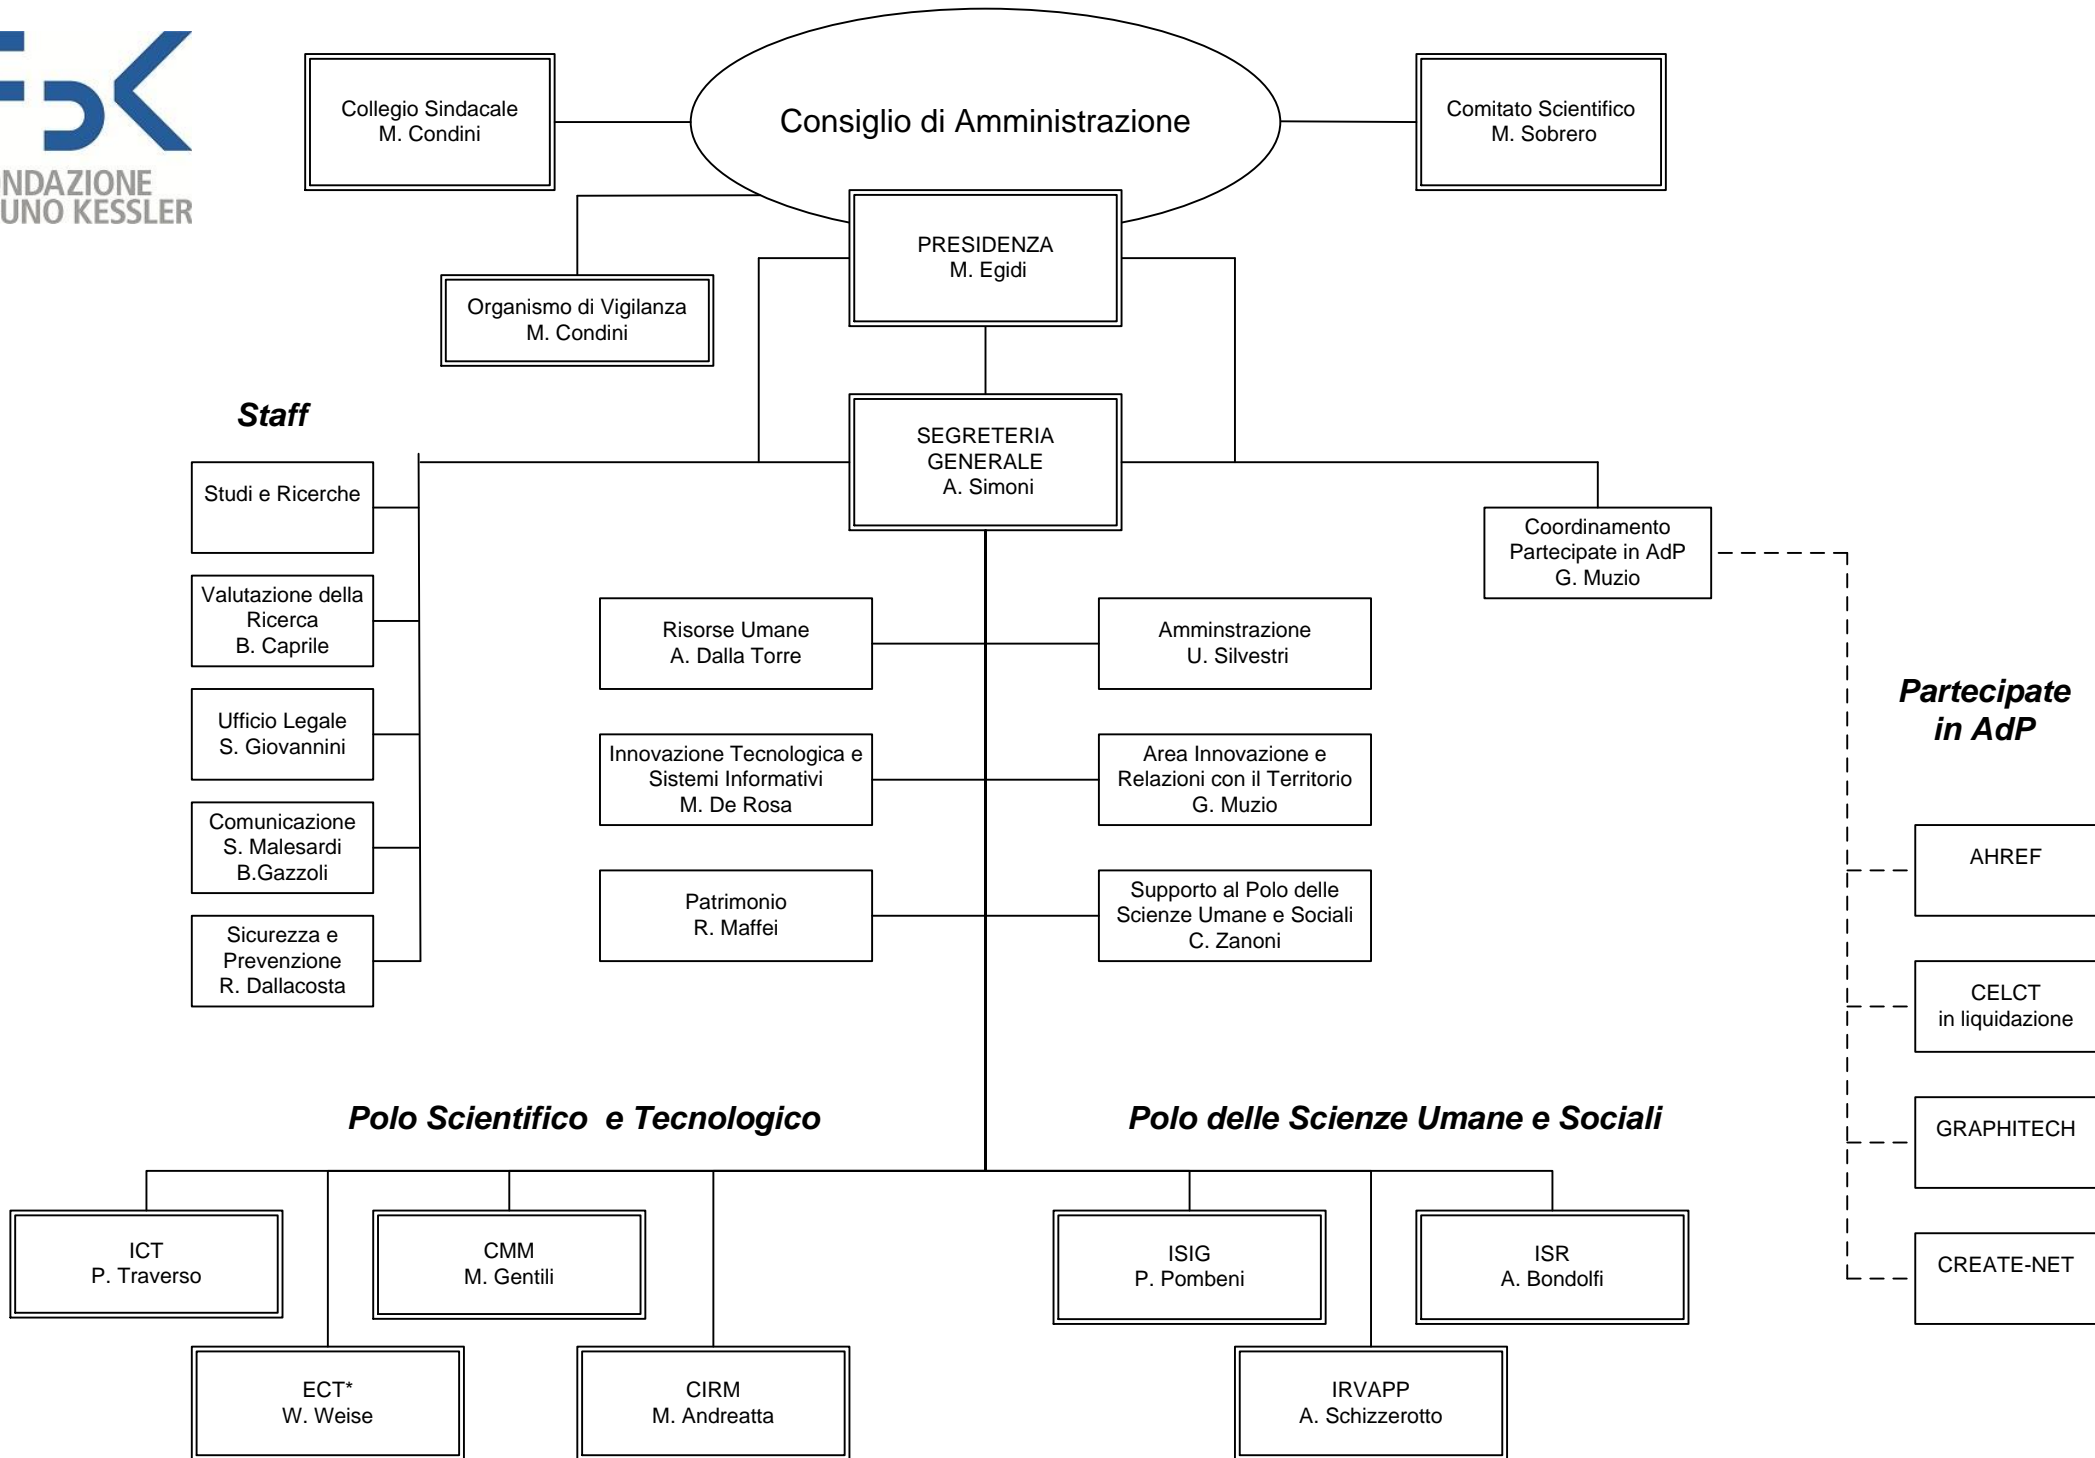 FBK
NDAZIONE
UNO KESSLER
Collegio Sindacale
M. Condini
Consiglio di Amministrazione
Comitato Scientifico
M. Sobrero
PRESIDENZA
M. Egidi
Organismo di Vigilanza
M. Condini
SEGRETERIA
GENERALE
A. Simoni
Staff
Studi e Ricerche
Valutazione della
Ricerca
B. Caprile
Ufficio Legale
S. Giovannini
Comunicazione
S. Malesardi
B.Gazzoli
Sicurezza e
Prevenzione
R. Dallacosta
Risorse Umane
A. Dalla Torre
Amminstrazione
U. Silvestri
Innovazione Tecnologica e
Sistemi Informativi
M. De Rosa
Area Innovazione e
Relazioni con il Territorio
G. Muzio
Patrimonio
R. Maffei
Supporto al Polo delle
Scienze Umane e Sociali
C. Zanoni
Coordinamento
Partecipate in AdP
G. Muzio
Partecipate
in AdP
AHREF
CELCT
in liquidazione
GRAPHITECH
CREATE-NET
Polo Scientifico  e Tecnologico
ICT
P. Traverso
CMM
M. Gentili
ECT*
W. Weise
CIRM
M. Andreatta
Polo delle Scienze Umane e Sociali
ISIG
P. Pombeni
ISR
A. Bondolfi
IRVAPP
A. Schizzerotto